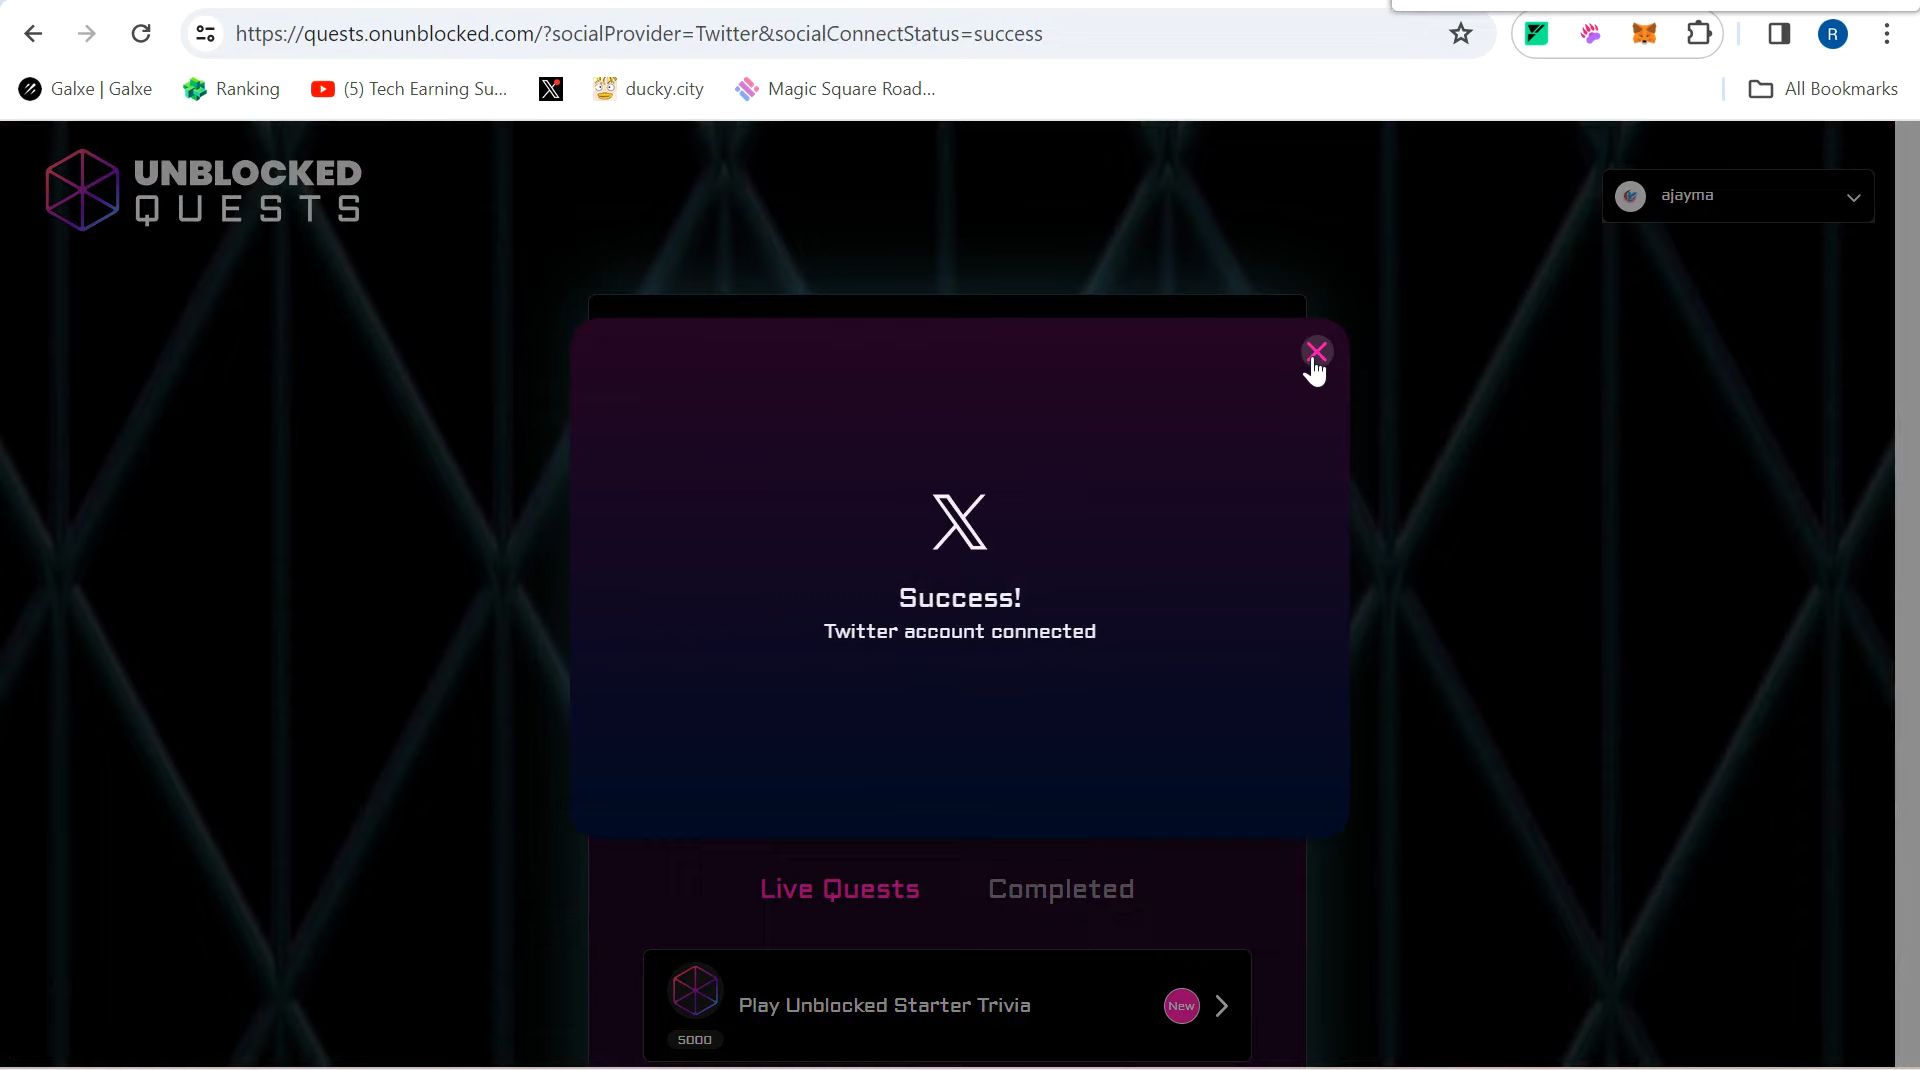 https://quests.onunblocked.com/?socialProvider=Twitter&socialConnectStatus=success
R
Galxe | Galxe
Ranking
(5) Tech Earning Su...
ducky.city
Magic Square Road...
All Bookmarks
UNBLOCKED
QUESTS
ajayma
Success!
Twitter account connected
Live Quests
Completed
Play Unblocked Starter Trivia
New
5000